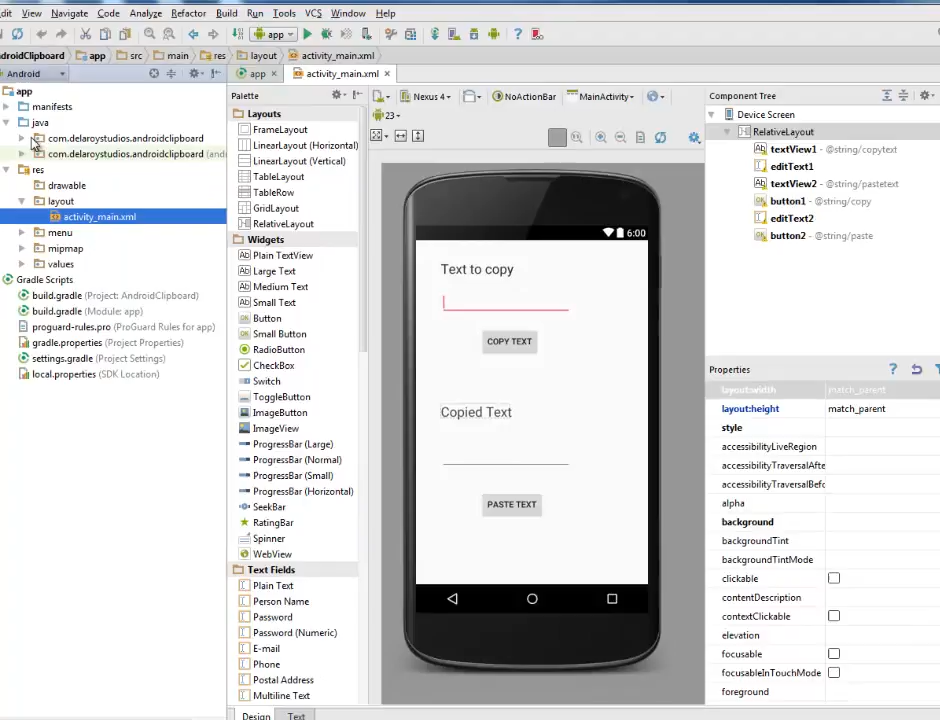 dit View Navigate Code Analyze Refactor Build Run Tools VCS Window Help
app
ndroidClipboard app src main res layout activity_main.xml
Android
app activity_main.xml
app
manifests
java
com.delaroystudios.androidclipboard
com.delaroystudios.androidclipboard (and
res
drawable
layout
activity_main.xml
menu
mipmap
values
Gradle Scripts
build.gradle (Project: AndroidClipboard)
build.gradle (Module: app)
proguard-rules.pro (ProGuard Rules for app)
gradle.properties (Project Properties)
settings.gradle (Project Settings)
local.properties (SDK Location)
Palette
Layouts
FrameLayout
LinearLayout (Horizontal)
LinearLayout (Vertical)
TableLayout
TableRow
GridLayout
RelativeLayout
Widgets
Plain TextView
Large Text
Medium Text
Small Text
Button
Small Button
RadioButton
CheckBox
Switch
ToggleButton
ImageButton
ImageView
ProgressBar (Large)
ProgressBar (Normal)
ProgressBar (Small)
ProgressBar (Horizontal)
SeekBar
RatingBar
Spinner
WebView
Text Fields
Plain Text
Person Name
Password
Password (Numeric)
E-mail
Phone
Postal Address
Multiline Text
Design Text
Nexus 4 NoActionBar MainActivity
23
6:00
Text to copy
COPY TEXT
Copied Text
PASTE TEXT
Component Tree
Device Screen
RelativeLayout
textView1 - @string/copytext
editText1
textView2 - @string/pastetext
button1 - @string/copy
editText2
button2 - @string/paste
Properties
layout:width match_parent
layout:height match_parent
style
accessibilityLiveRegion
accessibilityTraversalAfte
accessibilityTraversalBefo
alpha
background
backgroundTint
backgroundTintMode
clickable
contentDescription
contextClickable
elevation
focusable
focusableInTouchMode
foreground